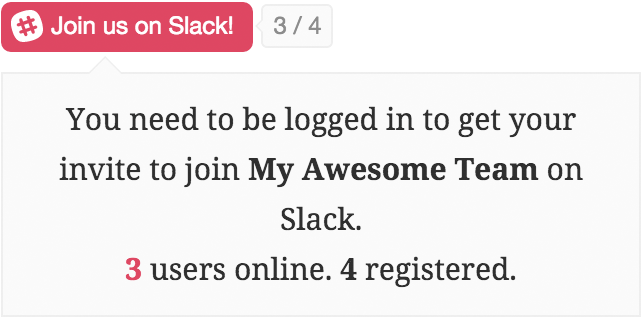 Join us on Slack! 3 / 4
You need to be logged in to get your
invite to join My Awesome Team on
Slack.
3 users online. 4 registered.